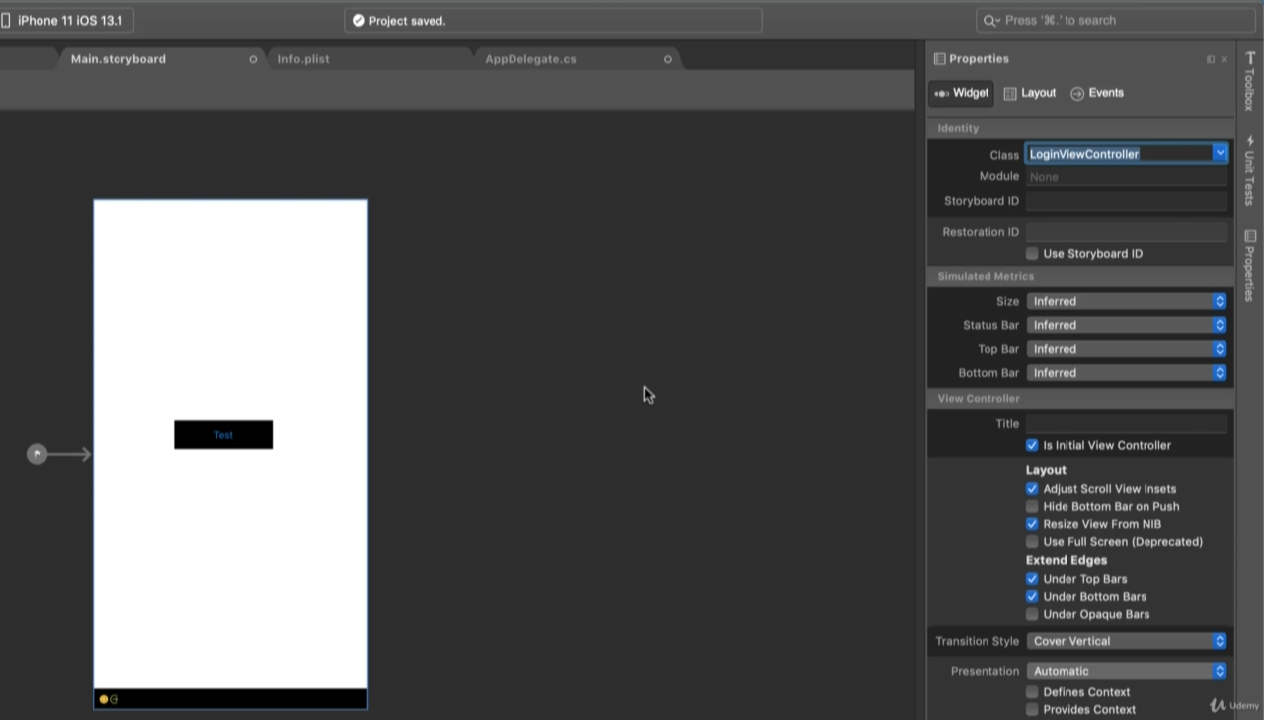 iPhone 11 iOS 13.1
Project saved.
Press ‘⌘.’ to search
Main.storyboard
Info.plist
AppDelegate.cs
Properties
Widget
Layout
Events
Identity
Class LoginViewController
Module None
Storyboard ID
Restoration ID
Use Storyboard ID
Simulated Metrics
Size Inferred
Status Bar Inferred
Top Bar Inferred
Bottom Bar Inferred
View Controller
Title
Is Initial View Controller
Layout
Adjust Scroll View Insets
Hide Bottom Bar on Push
Resize View From NIB
Use Full Screen (Deprecated)
Extend Edges
Under Top Bars
Under Bottom Bars
Under Opaque Bars
Transition Style Cover Vertical
Presentation Automatic
Defines Context
Provides Context
Toolbox
Unit Tests
Properties
Test
Udemy